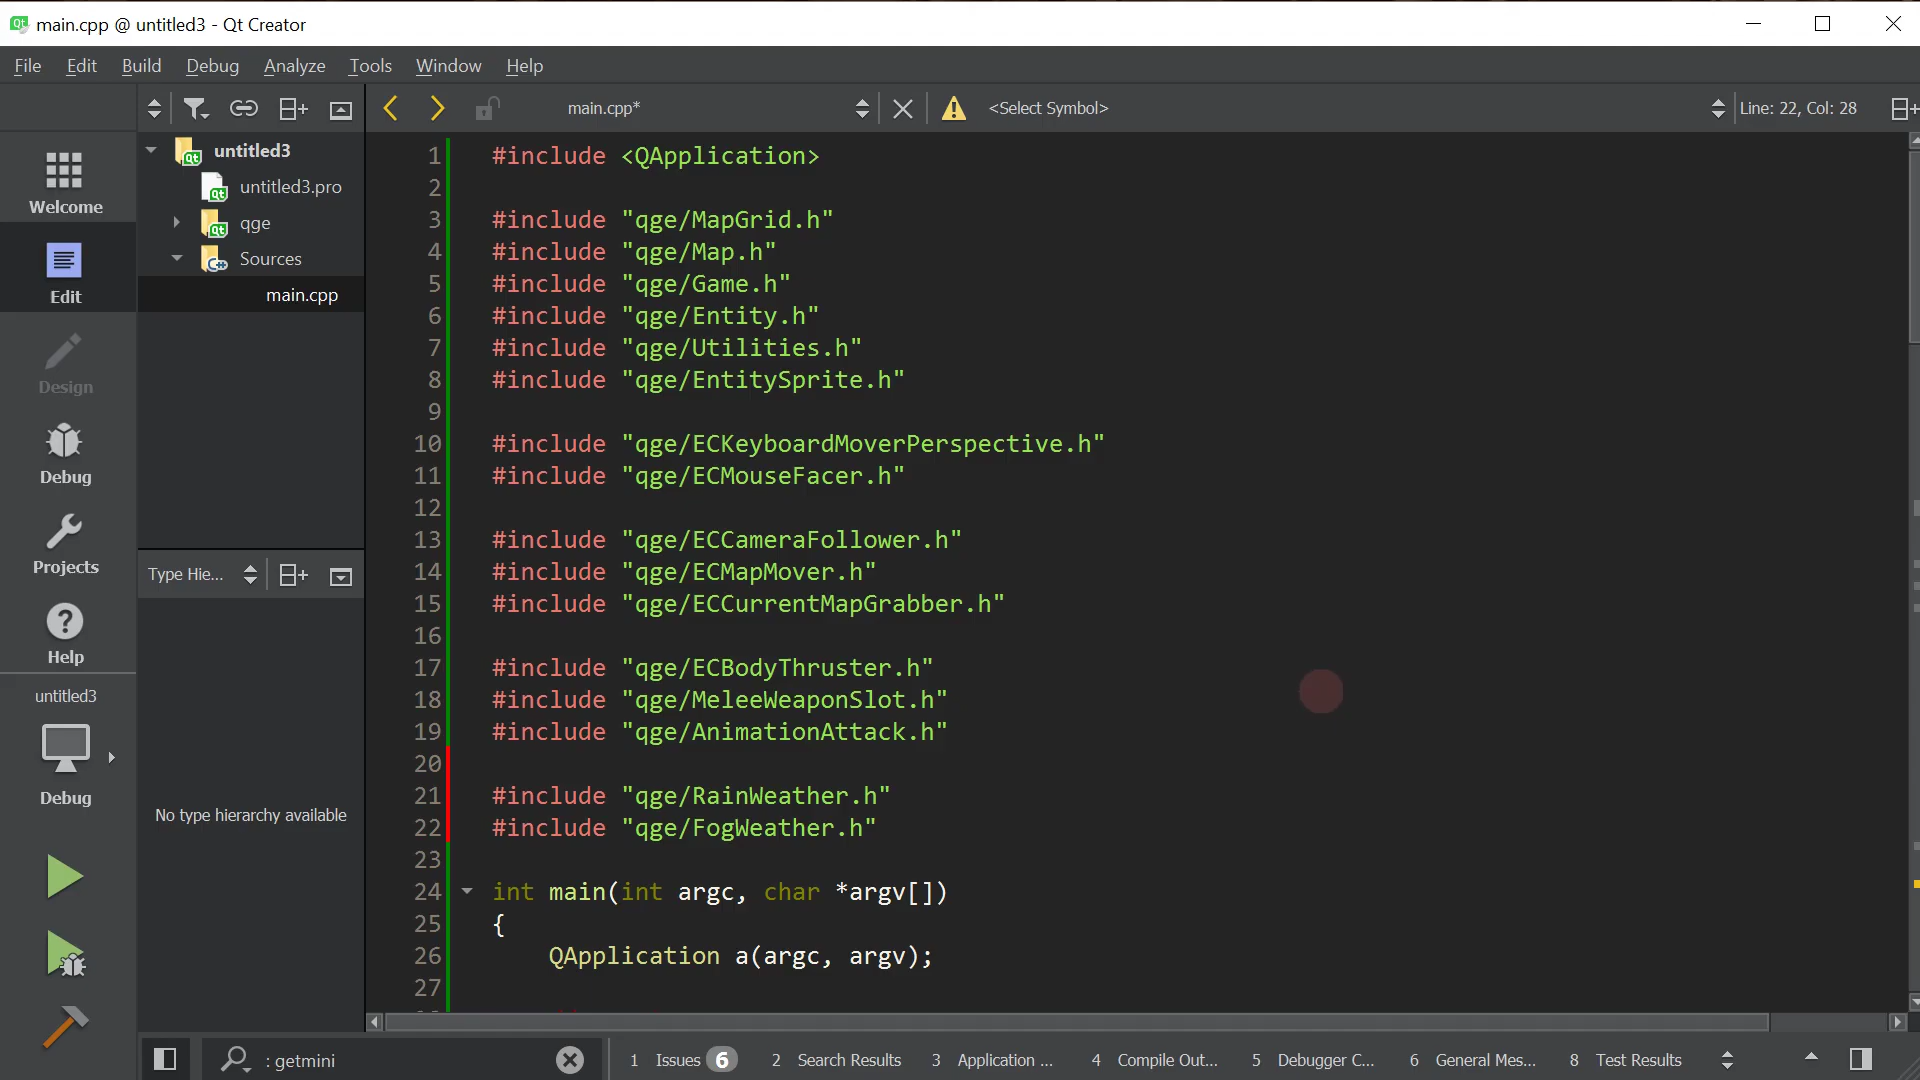 main.cpp @ untitled3 - Qt Creator
File Edit Build Debug Analyze Tools Window Help
main.cpp* <Select Symbol> Line: 22, Col: 28
Welcome
Edit
Design
Debug
Projects
Help
untitled3
Debug
untitled3
untitled3.pro
qge
Sources
main.cpp
Type Hie...
No type hierarchy available
1 #include <QApplication>
2
3 #include "qge/MapGrid.h"
4 #include "qge/Map.h"
5 #include "qge/Game.h"
6 #include "qge/Entity.h"
7 #include "qge/Utilities.h"
8 #include "qge/EntitySprite.h"
9
10 #include "qge/ECKeyboardMoverPerspective.h"
11 #include "qge/ECMouseFacer.h"
12
13 #include "qge/ECCameraFollower.h"
14 #include "qge/ECMapMover.h"
15 #include "qge/ECCurrentMapGrabber.h"
16
17 #include "qge/ECBodyThruster.h"
18 #include "qge/MeleeWeaponSlot.h"
19 #include "qge/AnimationAttack.h"
20
21 #include "qge/RainWeather.h"
22 #include "qge/FogWeather.h"
23
24 int main(int argc, char *argv[])
25 {
26 QApplication a(argc, argv);
27
: getmini
1 Issues 6 2 Search Results 3 Application ... 4 Compile Out... 5 Debugger C... 6 General Mes... 8 Test Results